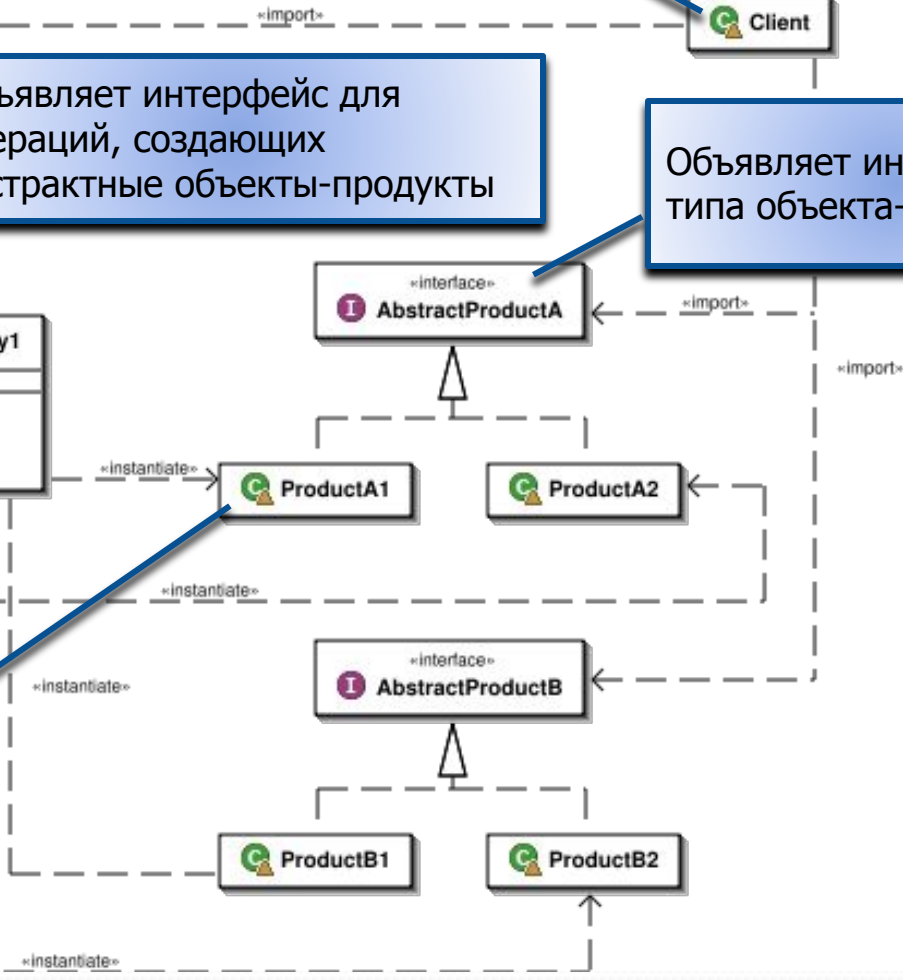 «import»
Client
ъявляет интерфейс для
ераций, создающих
страктные объекты-продукты
Объявляет ин
типа объекта-
«interface»
AbstractProductA
«import»
y1
«import»
«instantiate»
ProductA1
ProductA2
«instantiate»
«interface»
AbstractProductB
«instantiate»
ProductB1
ProductB2
«instantiate»